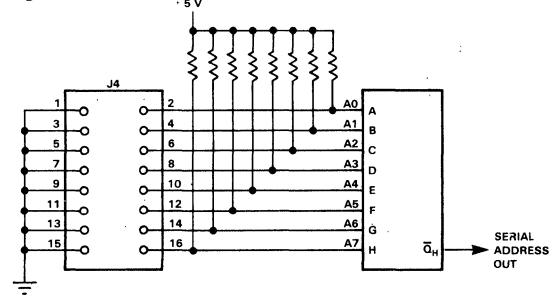 5 V
J4
1 2 A0 A
3 4 A1 B
5 6 A2 C
7 8 A3 D
9 10 A4 E
11 12 A5 F
13 14 A6 G
15 16 A7 H Q̅H
SERIAL
ADDRESS
OUT